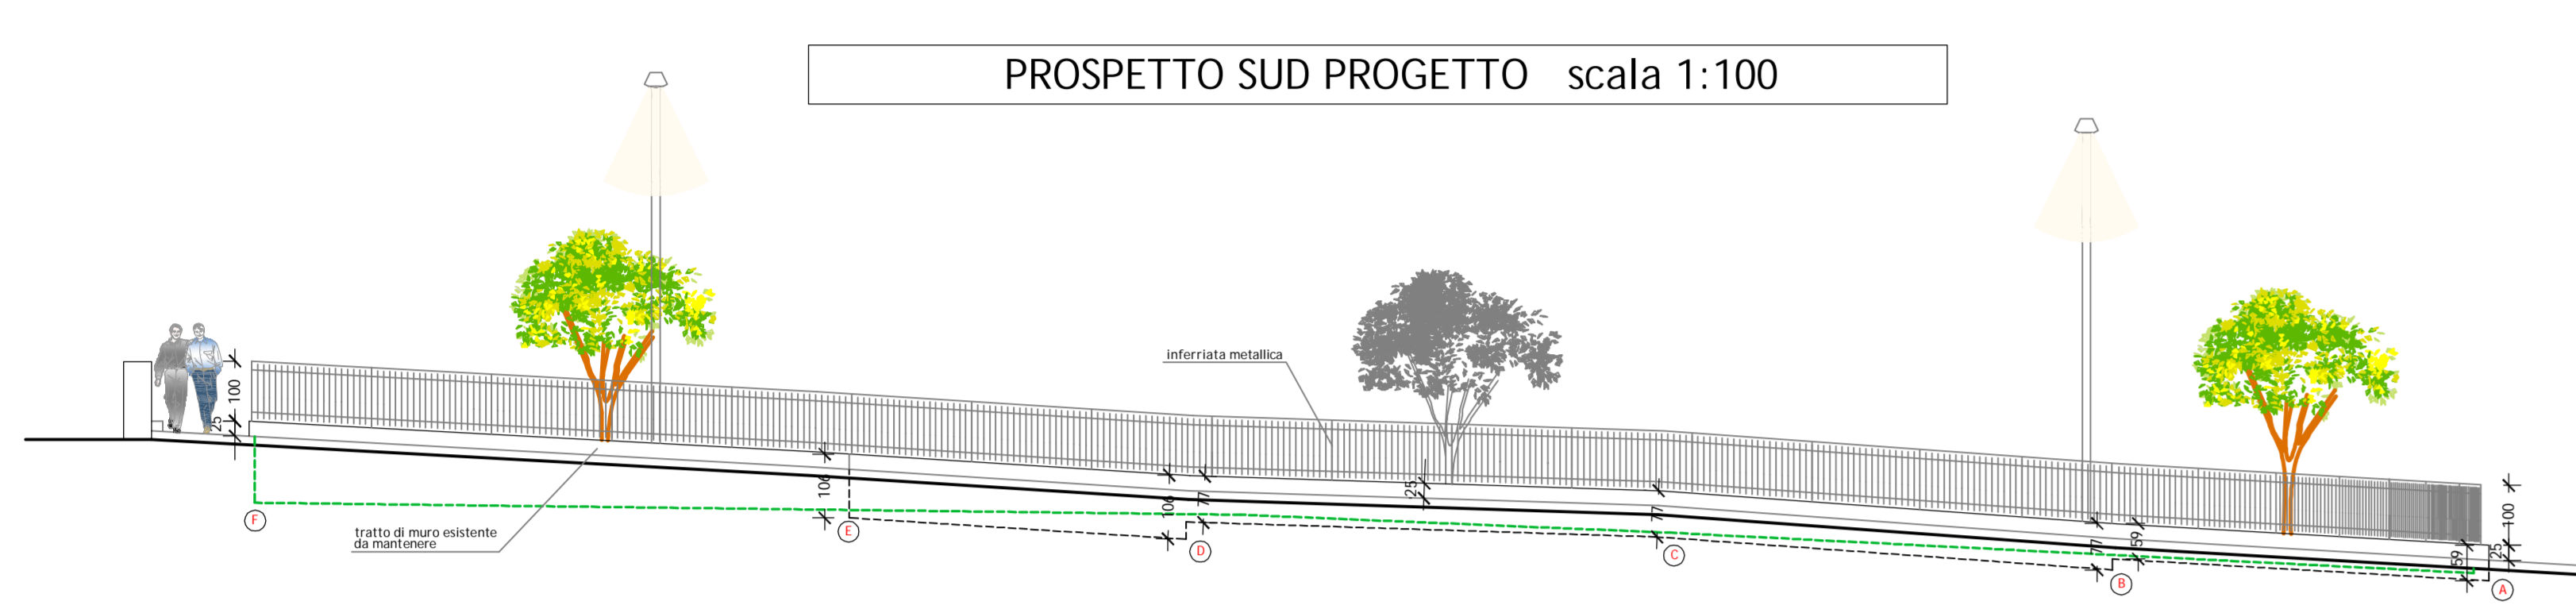 PROSPETTO SUD PROGETTO scala 1:100
inferriata metallica
100
25
106
106
77
25
77
77
59
59
100
25
tratto di muro esistente
da mantenere
F
E
D
C
B
A